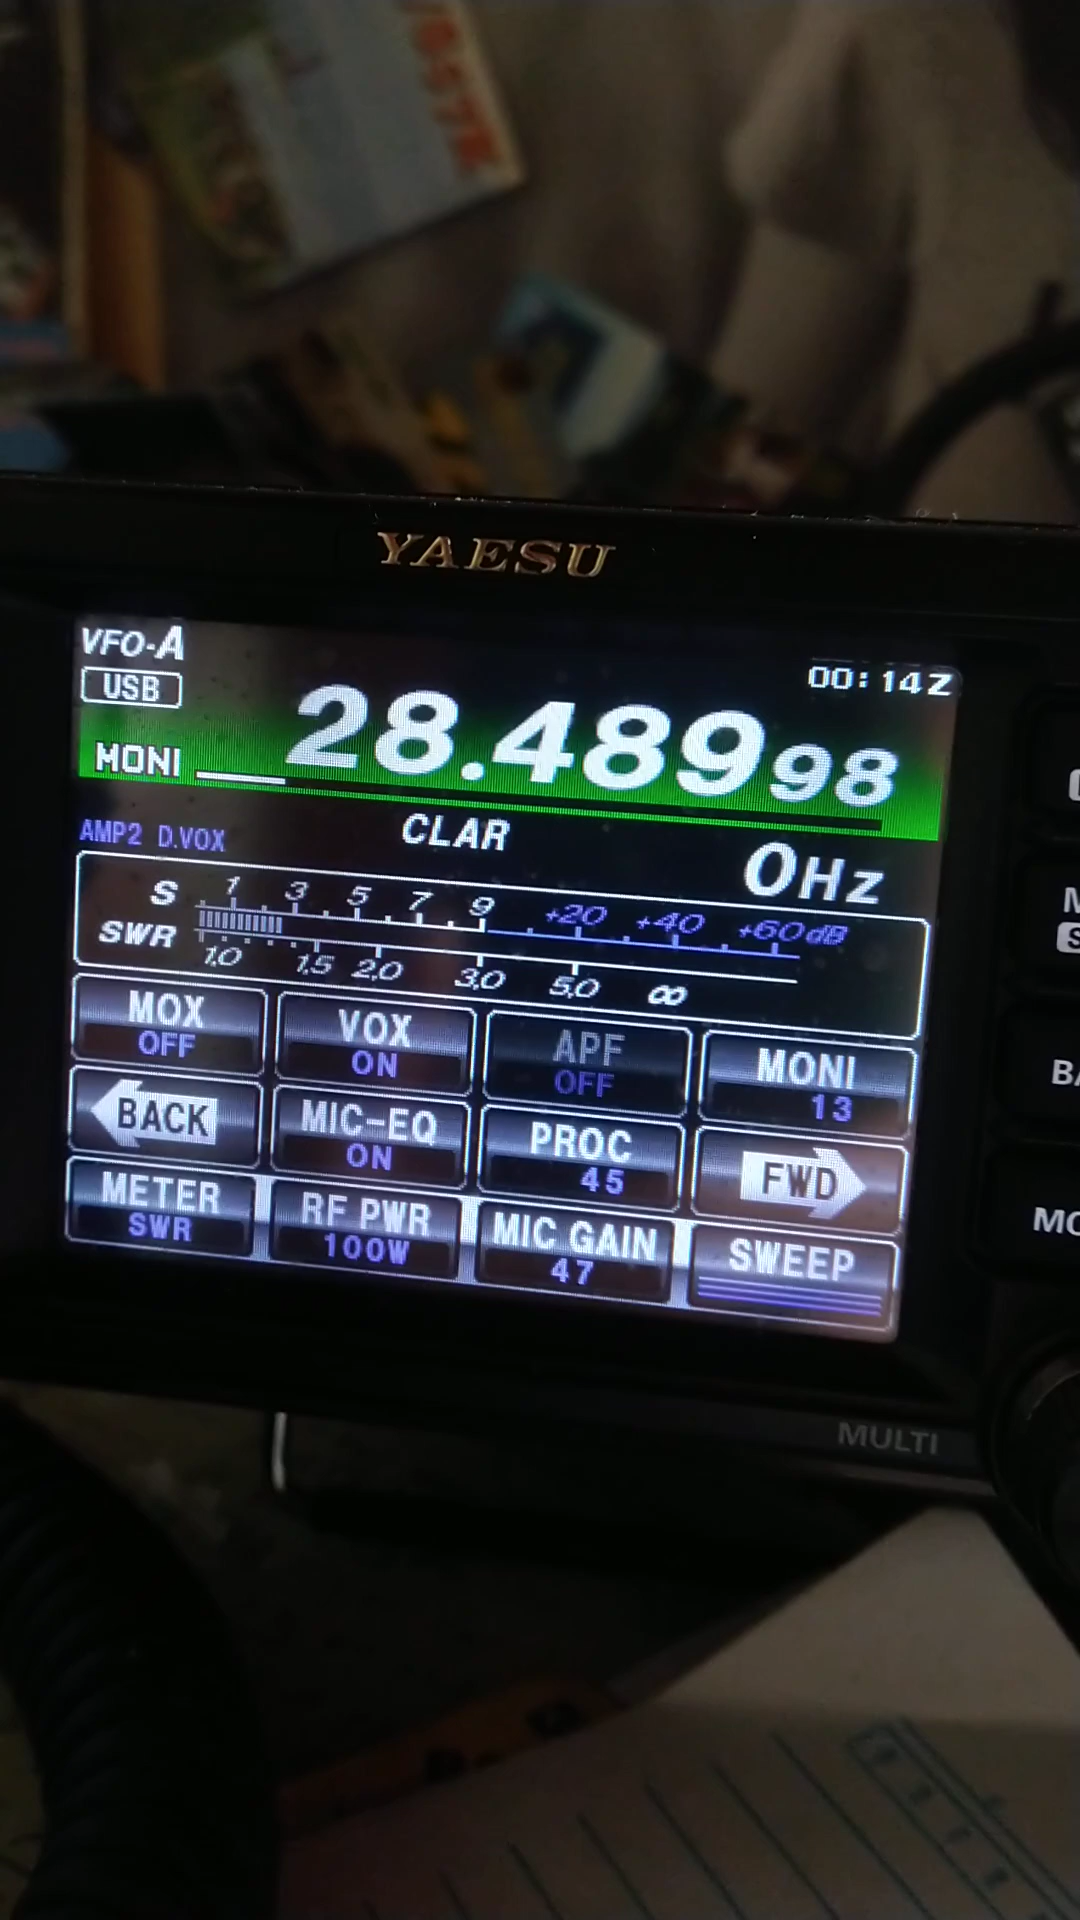 YAESU
VFO-A
USB
00:14Z
28.489 98
MONI
AMP2 D.VOX
CLAR
0Hz
S 1 3 5 7 9 +20 +40 +60dB
SWR 1.0 1.5 2.0 3.0 5.0 ∞
MOX VOX APF MONI
OFF ON OFF 13
BACK MIC-EQ PROC FWD
ON 45
METER RF PWR MIC GAIN SWEEP
SWR 100W 47
MULTI